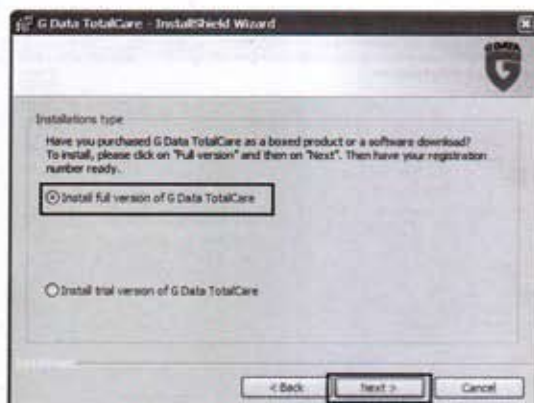 G Data TotalCare - InstallShield Wizard
G DATA
Installations type
Have you purchased G Data TotalCare as a boxed product or a software download?
To install, please click on "Full version" and then on "Next". Then have your registration
number ready.
Install full version of G Data TotalCare
Install trial version of G Data TotalCare
< Back
Next >
Cancel